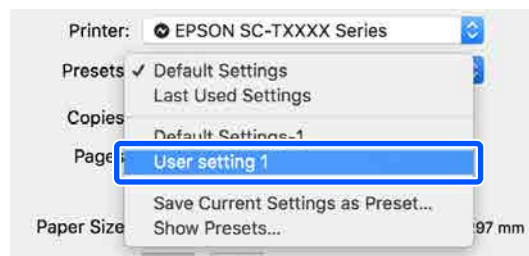 Printer: EPSON SC-TXXXX Series
Presets ✓ Default Settings
Last Used Settings
Copies
Default Settings-1
Pages
User setting 1
Save Current Settings as Preset...
Paper Size
Show Presets...
97 mm